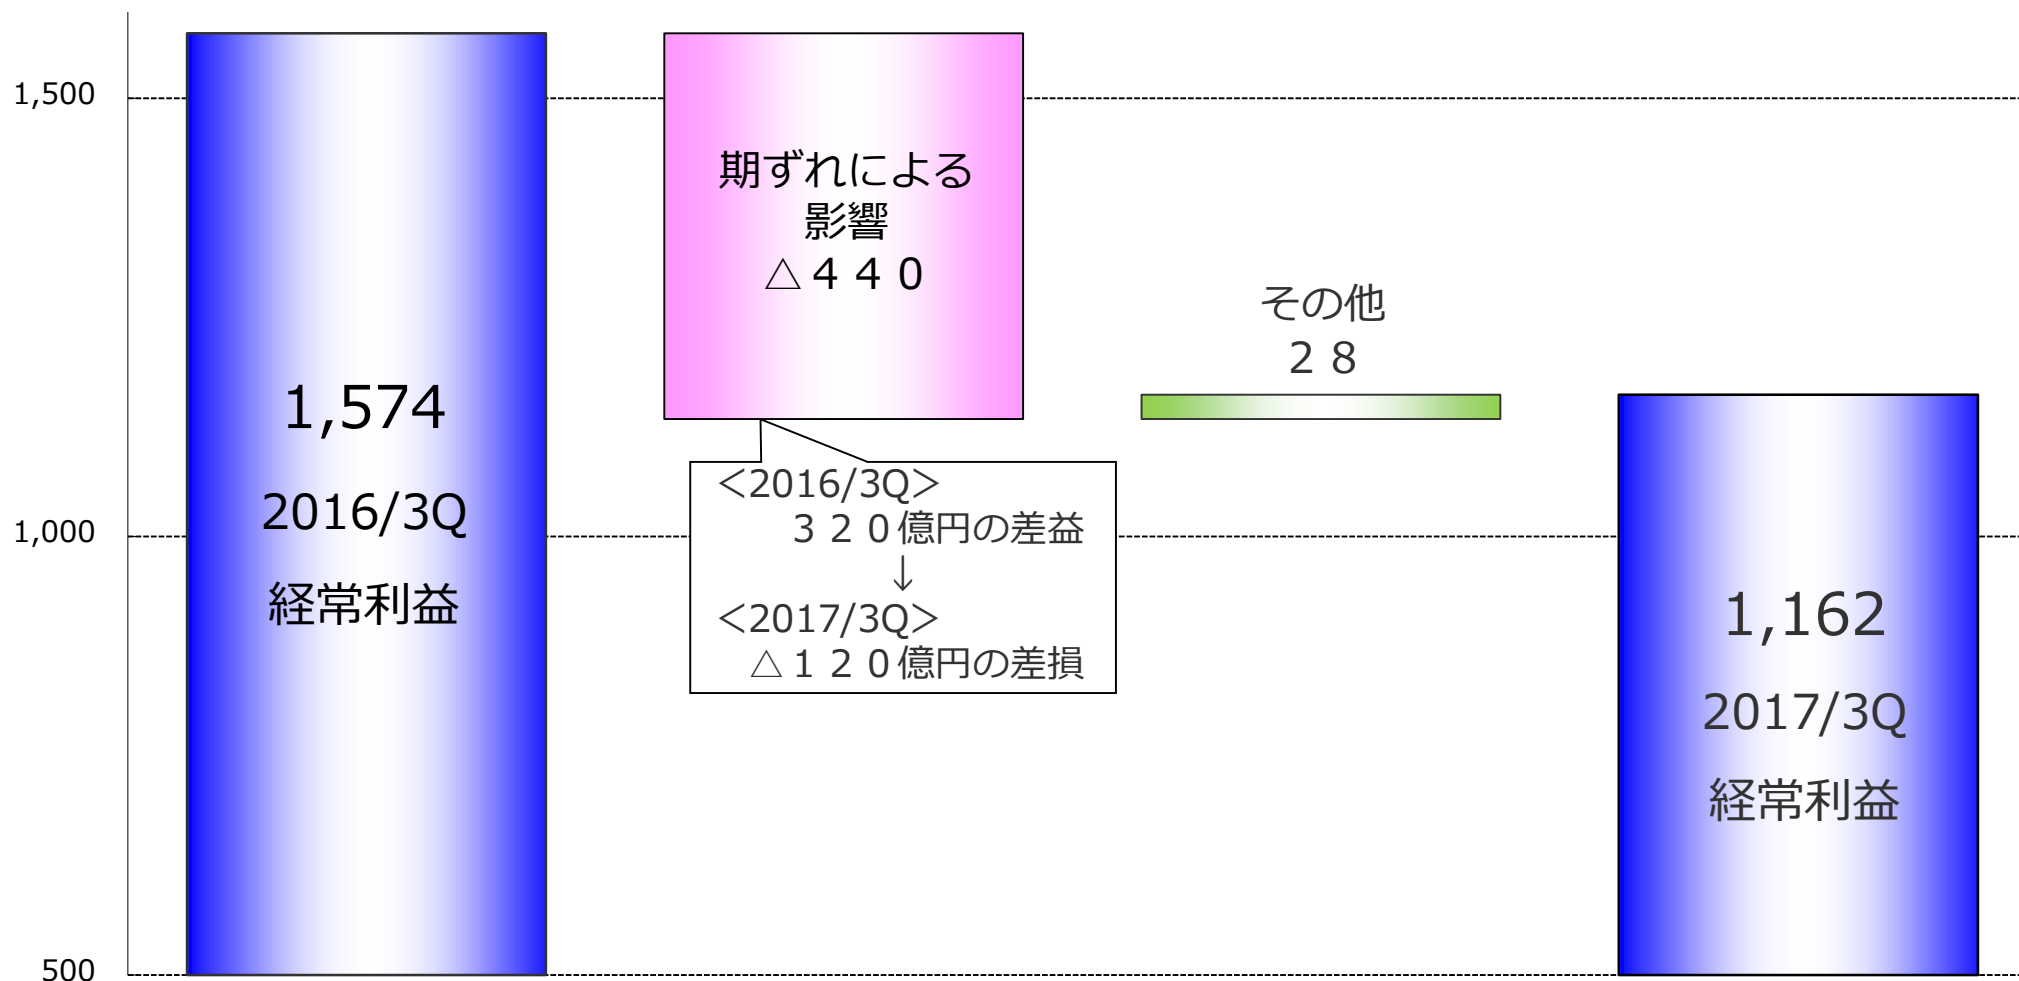 1,500
1,000
500
1,574
2016/3Q
経常利益
期ずれによる
影響
△４４０
＜2016/3Q＞
３２０億円の差益
↓
＜2017/3Q＞
△１２０億円の差損
その他
２８
1,162
2017/3Q
経常利益